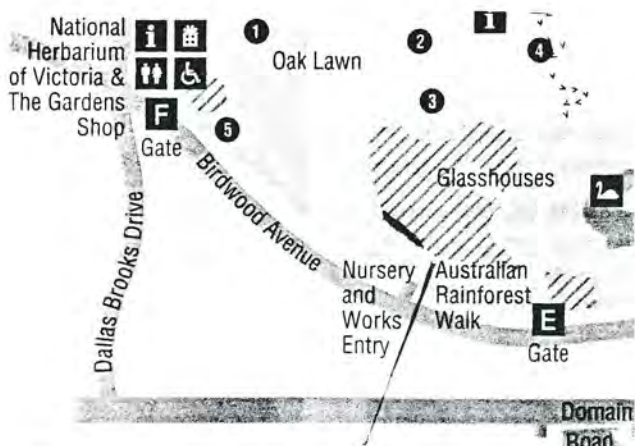 National
Herbarium
of Victoria &
The Gardens
Shop
i
F
Gate
1
Oak Lawn
2
i
4
3
5
Glasshouses
Birdwood Avenue
Dallas Brooks Drive
Nursery
and
Works
Entry
Australian
Rainforest
Walk
E
Gate
Domain
Road